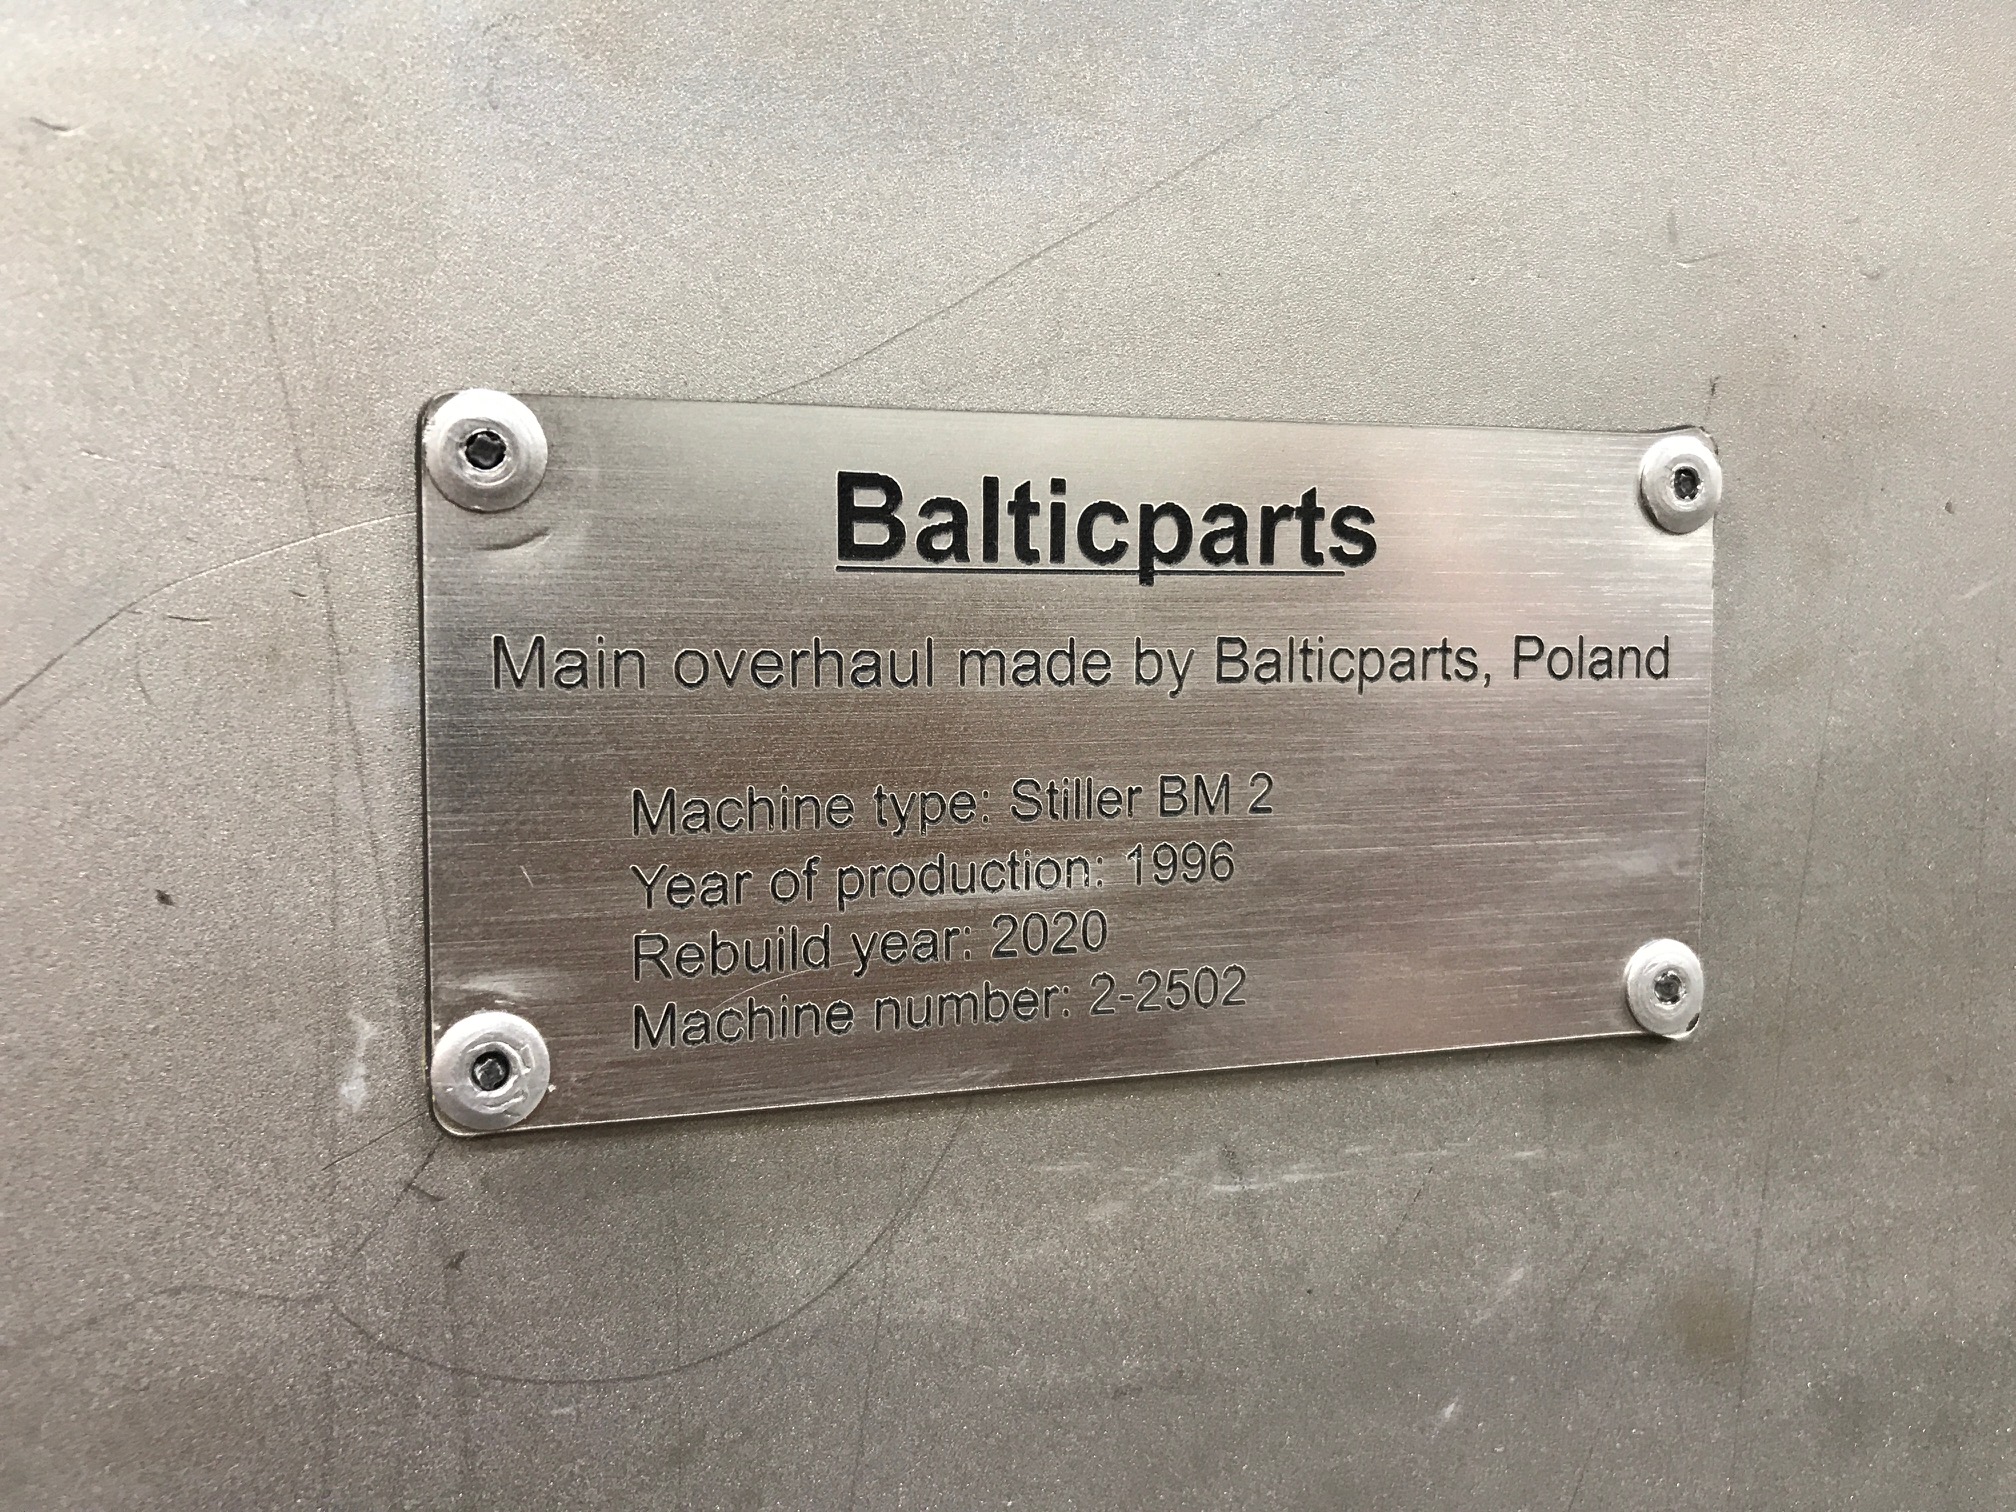 Balticparts
Main overhaul made by Balticparts, Poland
Machine type: Stiller BM 2
Year of production: 1996
Rebuild year: 2020
Machine number: 2-2502